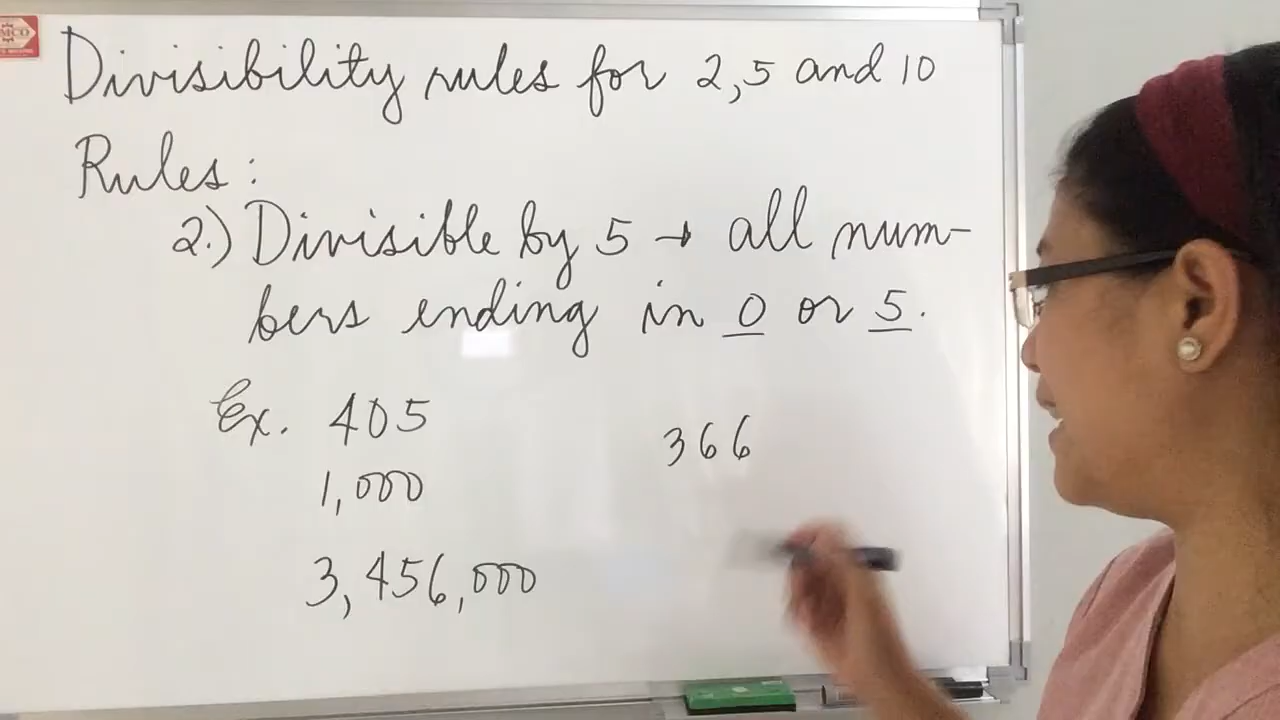 Divisibility rules for 2,5 and 10
Rules:
2.) Divisible by 5 → all num-
bers ending in 0 or 5.
Ex. 405
366
1,000
3,456,000